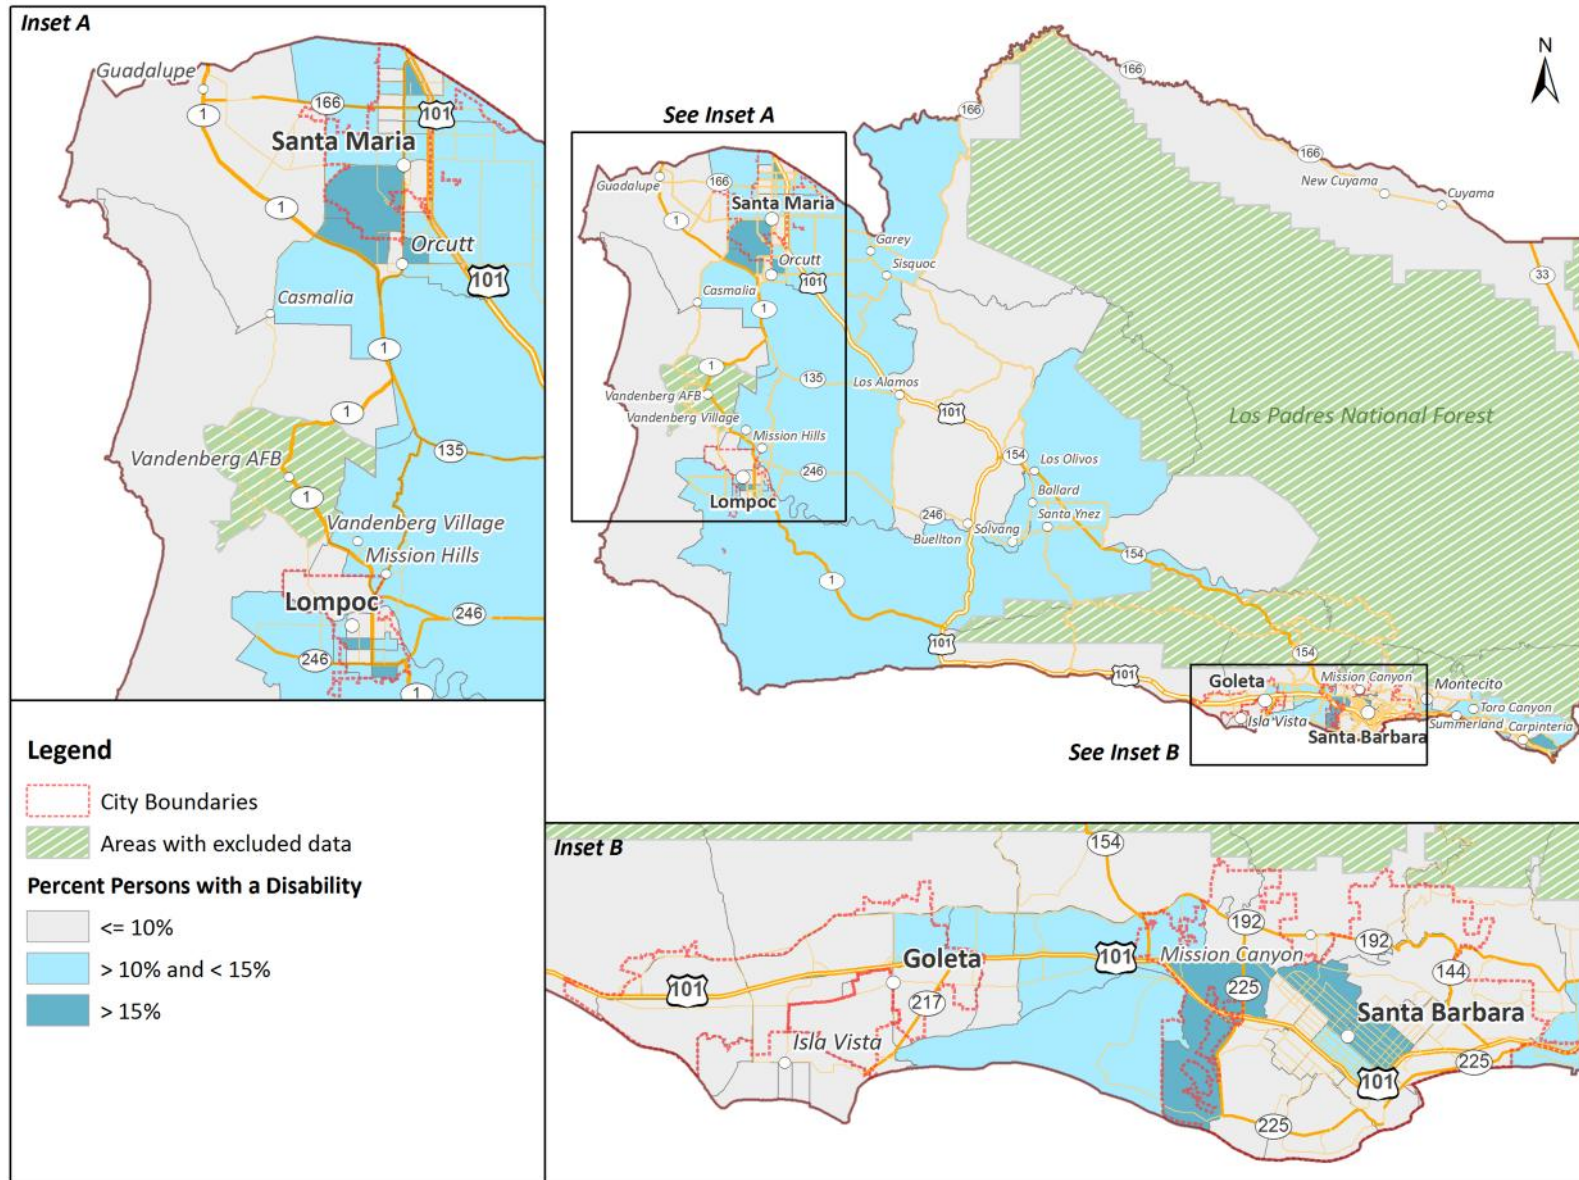 Inset A
Guadalupe
166
1
101
Santa Maria
1
Orcutt
101
Casmalia
1
1
135
Vandenberg AFB
1
Vandenberg Village
Mission Hills
Lompoc
246
246
1
Legend
City Boundaries
Areas with excluded data
Percent Persons with a Disability
<= 10%
> 10% and < 15%
> 15%
N
See Inset A
166
166
166
Guadalupe
166
New Cuyama
Cuyama
Santa Maria
1
Garey
Orcutt
Sisquoc
33
101
Casmalia
1
1
135
Los Alamos
Vandenberg AFB
101
Los Padres National Forest
Vandenberg Village
Mission Hills
154
Los Olivos
246
Lompoc
Ballard
246
Solvang
Santa Ynez
Buellton
154
1
101
154
101
Goleta
Mission Canyon
Montecito
Isla Vista
Toro Canyon
Summerland
Carpinteria
Santa Barbara
See Inset B
Inset B
154
192
192
101
Mission Canyon
Goleta
144
101
217
225
Santa Barbara
Isla Vista
225
101
225